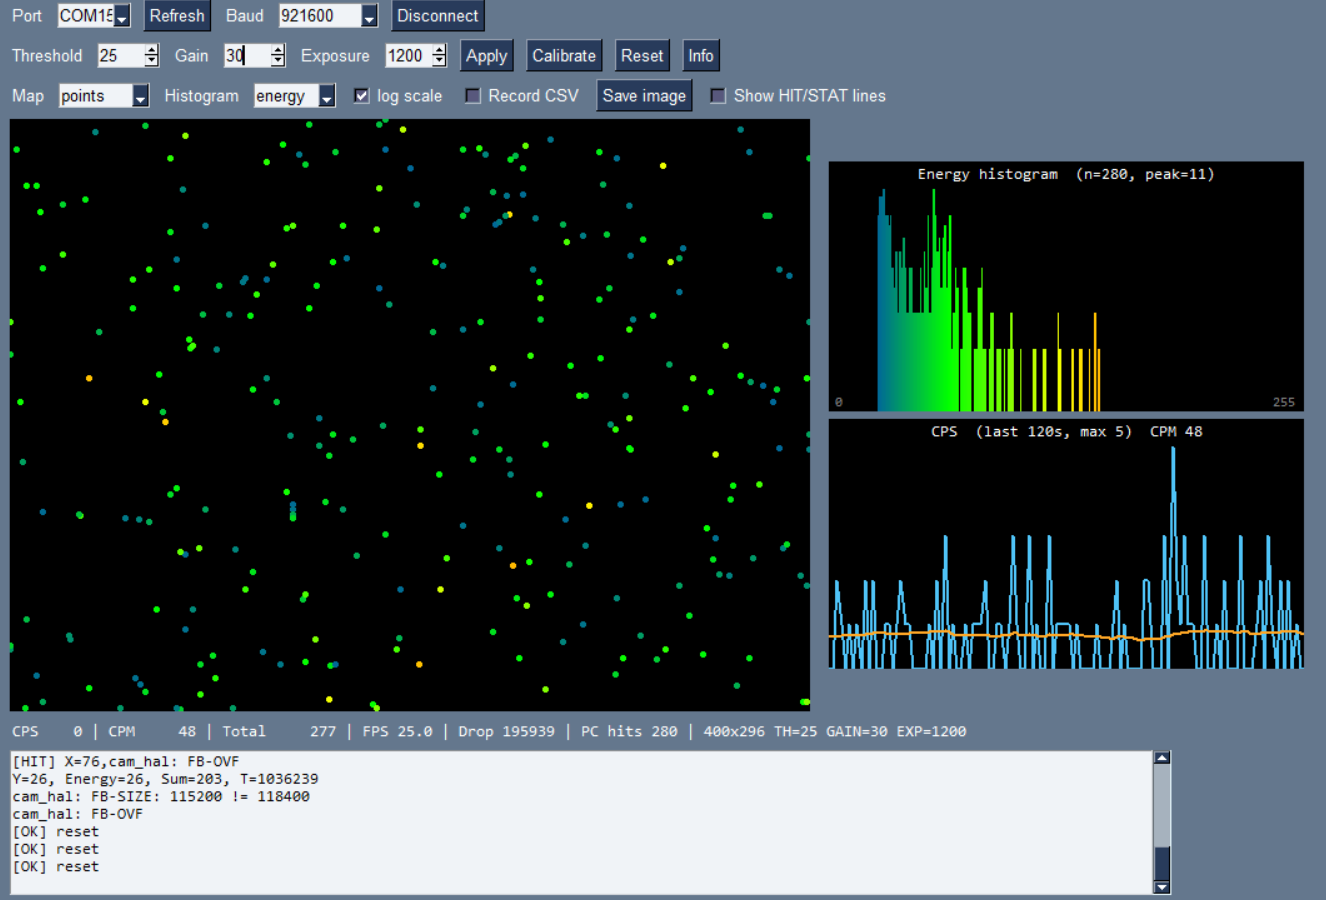 Port COM15 Refresh Baud 921600 Disconnect
Threshold 25 Gain 30 Exposure 1200 Apply Calibrate Reset Info
Map points Histogram energy log scale Record CSV Save image Show HIT/STAT lines
Energy histogram (n=280, peak=11)
0 255
CPS (last 120s, max 5) CPM 48
CPS 0 | CPM 48 | Total 277 | FPS 25.0 | Drop 195939 | PC hits 280 | 400x296 TH=25 GAIN=30 EXP=1200
[HIT] X=76,cam_hal: FB-OVF
Y=26, Energy=26, Sum=203, T=1036239
cam_hal: FB-SIZE: 115200 != 118400
cam_hal: FB-OVF
[OK] reset
[OK] reset
[OK] reset